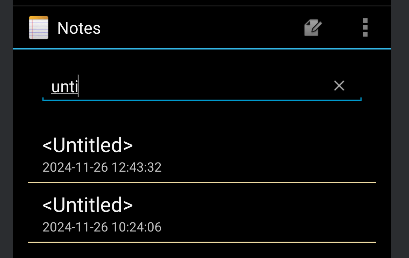 Notes
unti
<Untitled>
2024-11-26 12:43:32
<Untitled>
2024-11-26 10:24:06